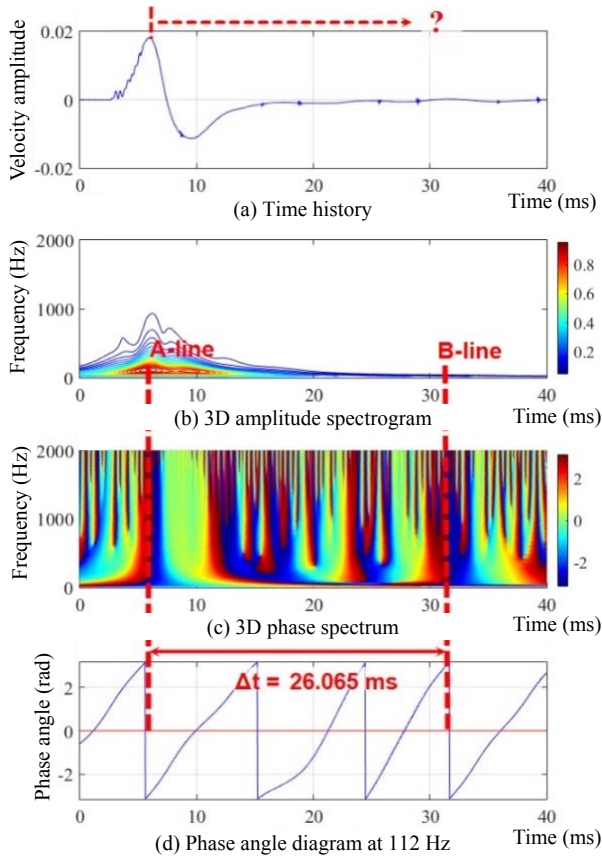 ?
0.02
0
-0.02
Velocity amplitude
0 10 20 30 40
Time (ms)
(a) Time history
2000
1000
0
Frequency (Hz)
A-line
B-line
0.8
0.6
0.4
0.2
0 10 20 30 40
(b) 3D amplitude spectrogram
Time (ms)
2000
1000
0
Frequency (Hz)
2
0
-2
0 10 20 30 40
(c) 3D phase spectrum
Time (ms)
2
0
-2
Phase angle (rad)
Δt = 26.065 ms
0 10 20 30 40
(d) Phase angle diagram at 112 Hz
Time (ms)